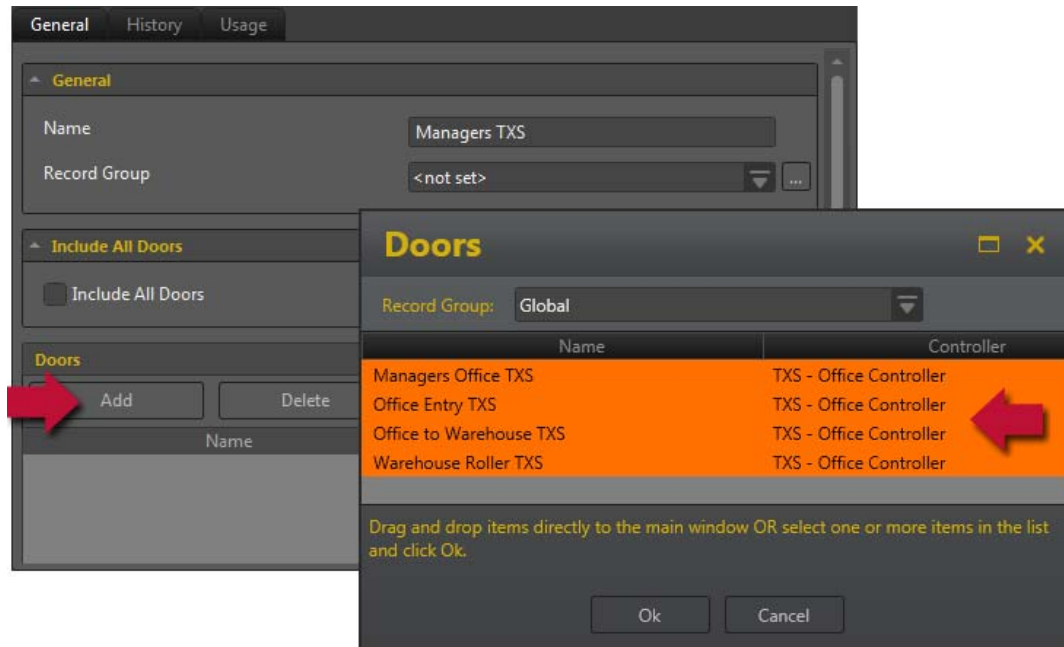 General History Usage
General
Name Managers TXS
Record Group <not set> ...
Include All Doors
Include All Doors
Doors
Add Delete
Name
Doors
Record Group: Global
Name Controller
Managers Office TXS TXS - Office Controller
Office Entry TXS TXS - Office Controller
Office to Warehouse TXS TXS - Office Controller
Warehouse Roller TXS TXS - Office Controller
Drag and drop items directly to the main window OR select one or more items in the list
and click Ok.
Ok Cancel